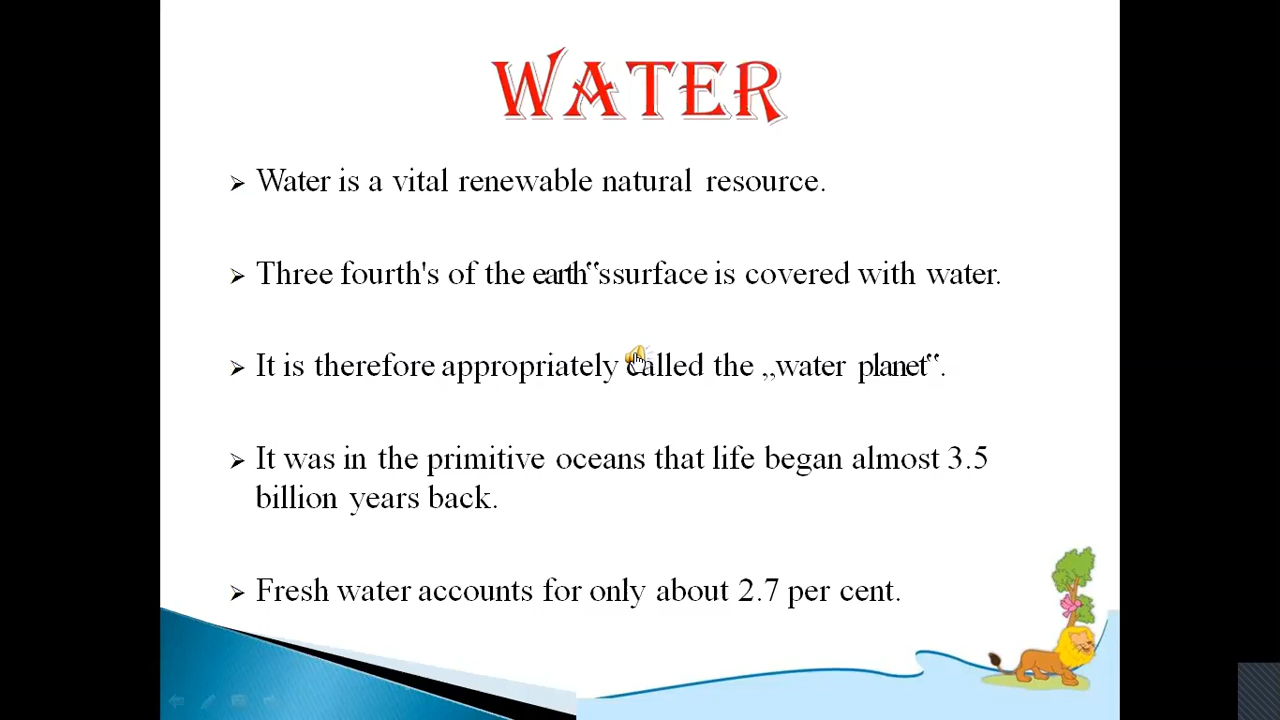 WATER
Water is a vital renewable natural resource.
Three fourth's of the earth‟ssurface is covered with water.
It is therefore appropriately called the „water planet‟.
It was in the primitive oceans that life began almost 3.5
billion years back.
Fresh water accounts for only about 2.7 per cent.